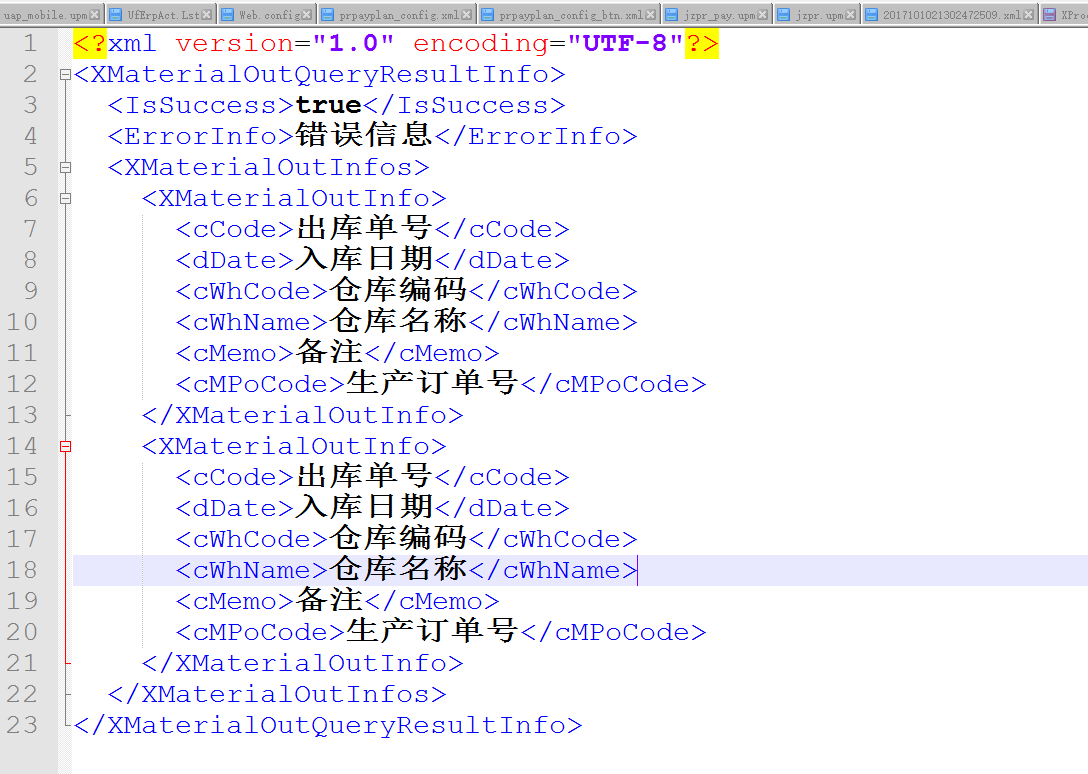 uap_mobile.upm UfErpAct.Lst Web.config prpayplan_config.xml prpayplan_config_btn.xml jzpr_pay.upm jzpr.upm 2017101021302472509.xml XProd
1 <?xml version="1.0" encoding="UTF-8"?>
2 <XMaterialOutQueryResultInfo>
3 <IsSuccess>true</IsSuccess>
4 <ErrorInfo>错误信息</ErrorInfo>
5 <XMaterialOutInfos>
6 <XMaterialOutInfo>
7 <cCode>出库单号</cCode>
8 <dDate>入库日期</dDate>
9 <cWhCode>仓库编码</cWhCode>
10 <cWhName>仓库名称</cWhName>
11 <cMemo>备注</cMemo>
12 <cMPoCode>生产订单号</cMPoCode>
13 </XMaterialOutInfo>
14 <XMaterialOutInfo>
15 <cCode>出库单号</cCode>
16 <dDate>入库日期</dDate>
17 <cWhCode>仓库编码</cWhCode>
18 <cWhName>仓库名称</cWhName>
19 <cMemo>备注</cMemo>
20 <cMPoCode>生产订单号</cMPoCode>
21 </XMaterialOutInfo>
22 </XMaterialOutInfos>
23 </XMaterialOutQueryResultInfo>